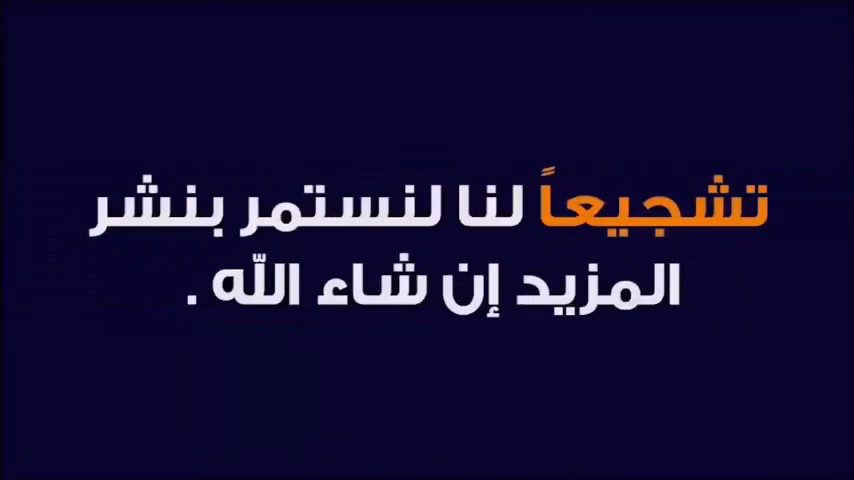 تشجيعاً لنا لنستمر بنشر
المزيد إن شاء الله .